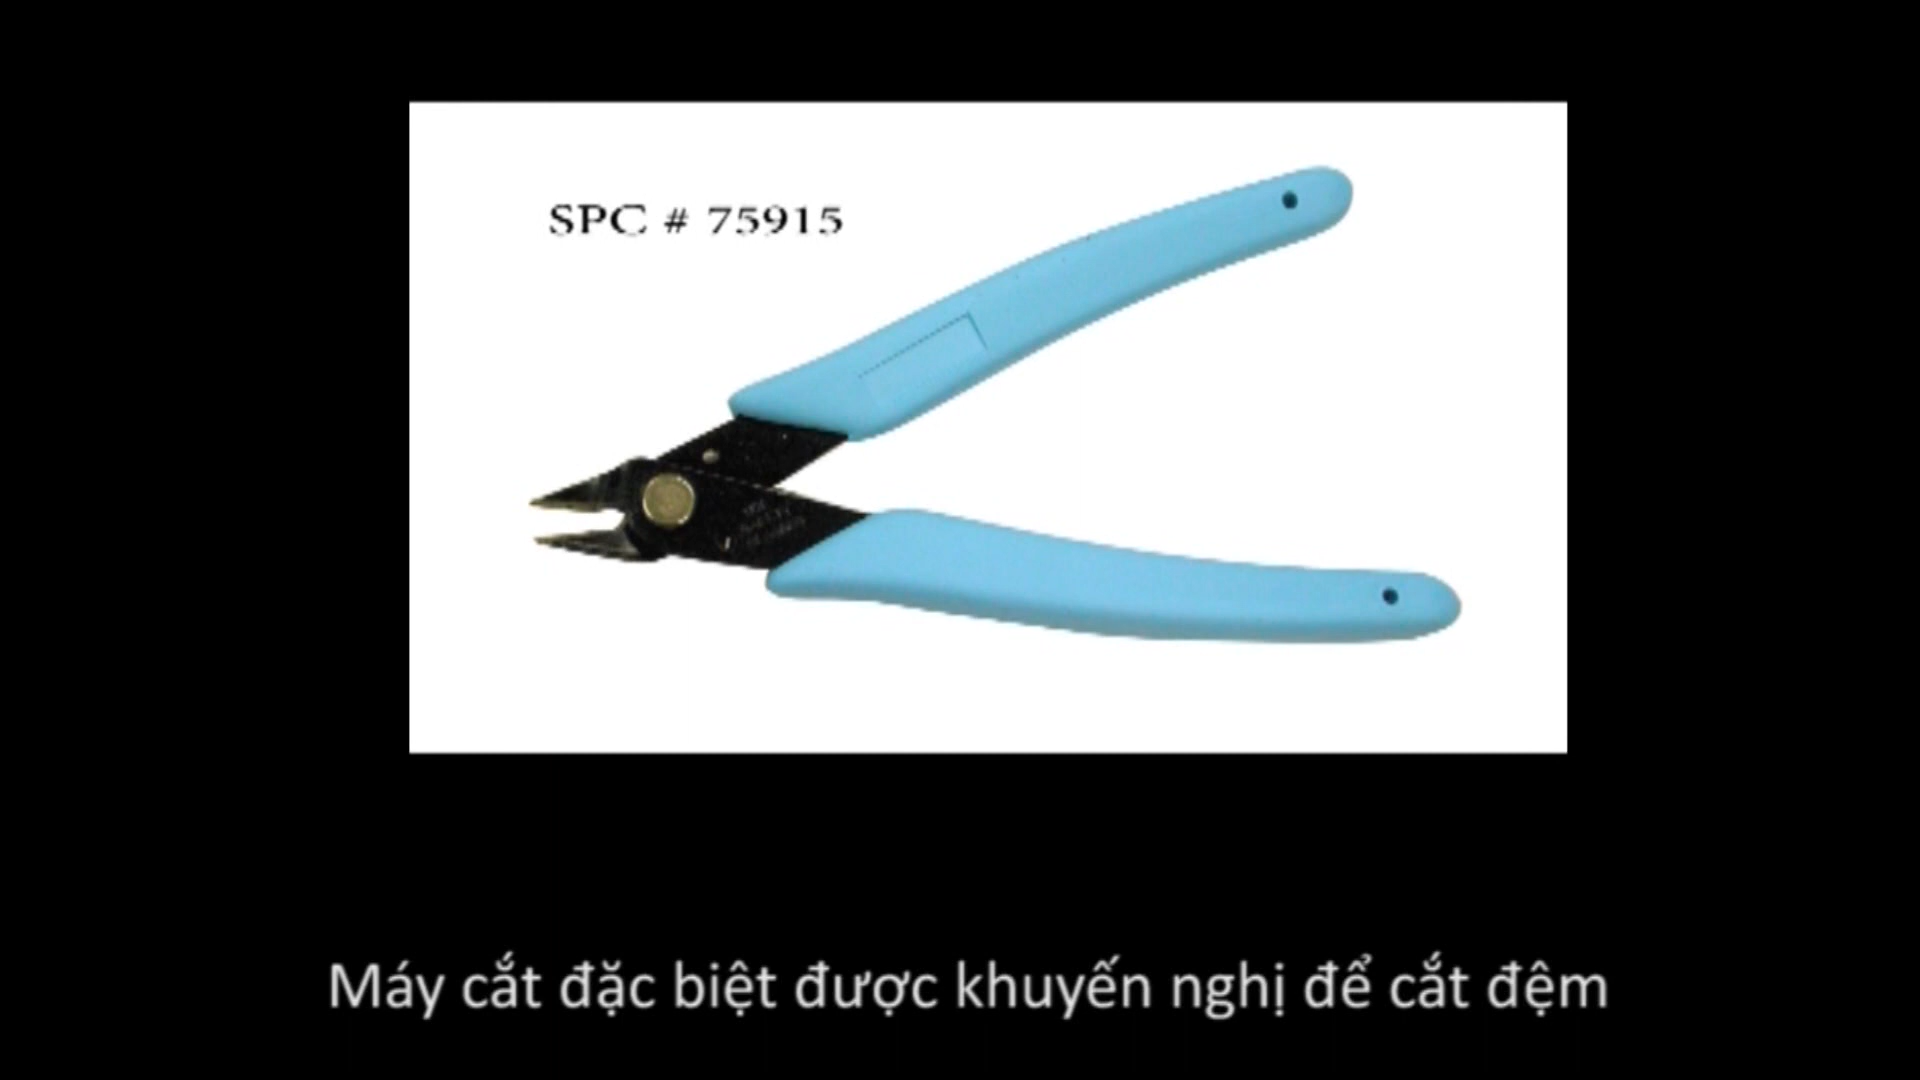 SPC # 75915
Máy cắt đặc biệt được khuyến nghị để cắt đệm